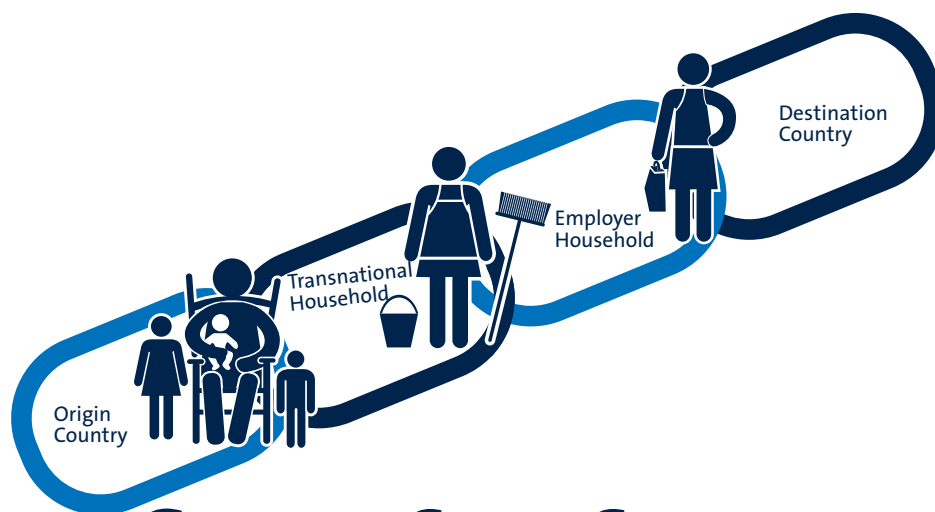 Destination
Country
Employer
Household
Transnational
Household
Origin
Country